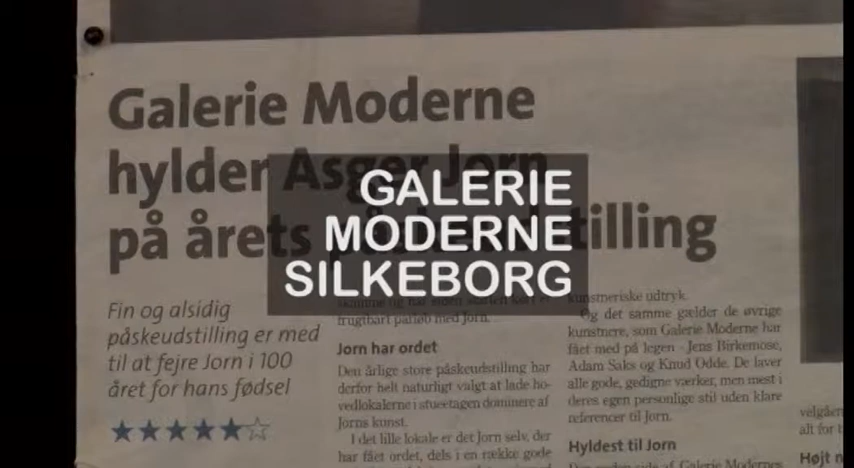 Galerie Moderne
hylder Asger Jorn
på årets påskeudstilling
GALERIE
MODERNE
SILKEBORG
Fin og alsidig
påskeudstilling er med
til at fejre Jorn i 100
året for hans fødsel
frugtbart parløb med Jorn.
Jorn har ordet
Den årlige store påskeudstilling har
derfor helt naturligt valgt at lade ho-
vedlokalerne i stueetagen dominere af
Jorns kunst.
I det lille lokale er det Jorn selv, der
har fået ordet, dels i en række gode
kunstneriske udtryk.
Og det samme gælder de øvrige
kunstnere, som Galerie Moderne har
fået med på legen - Jens Birkemose,
Adam Saks og Knud Odde. De laver
alle gode, gedigne værker, men mest i
deres egen personlige stil uden klare
referencer til Jorn.
Hyldest til Jorn
velgåen
alt for t
Højt n